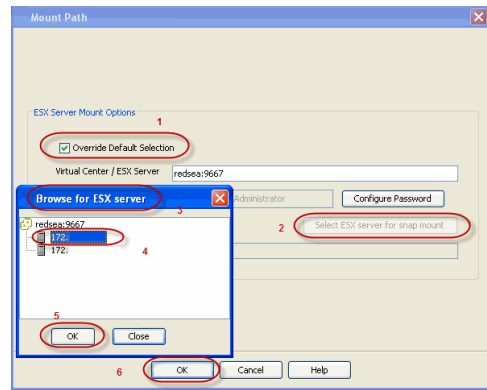 Mount Path
ESX Server Mount Options
1
Override Default Selection
Virtual Center / ESX Server redsea:9667
Browse for ESX server
3
Administrator Configure Password
redsea:9667
2 Select ESX server for snap mount
172.
4
172.
5
OK Close
6 OK Cancel Help